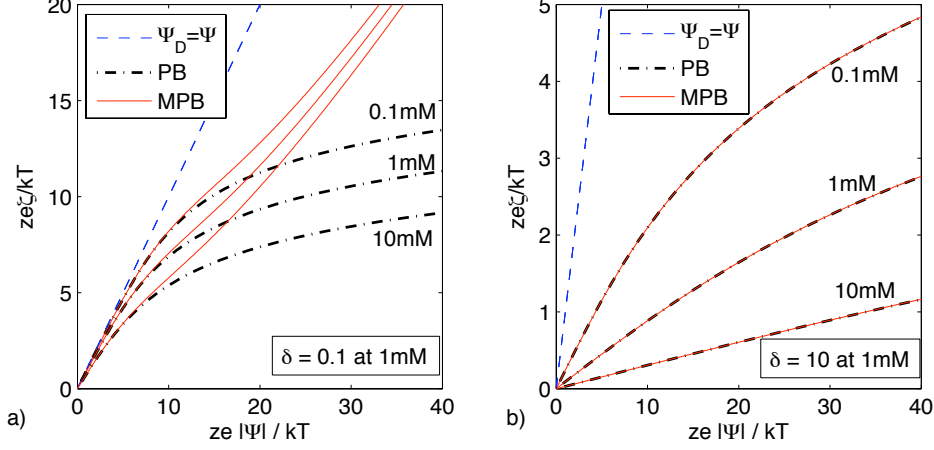 20
15
10
5
0
0
10
20
30
40
zeζ/kT
ze |Ψ| / kT
Ψ_D=Ψ
PB
MPB
0.1mM
1mM
10mM
δ = 0.1 at 1mM
a)
5
4
3
2
1
0
0
10
20
30
40
zeζ/kT
ze |Ψ| / kT
Ψ_D=Ψ
PB
MPB
0.1mM
1mM
10mM
δ = 10 at 1mM
b)